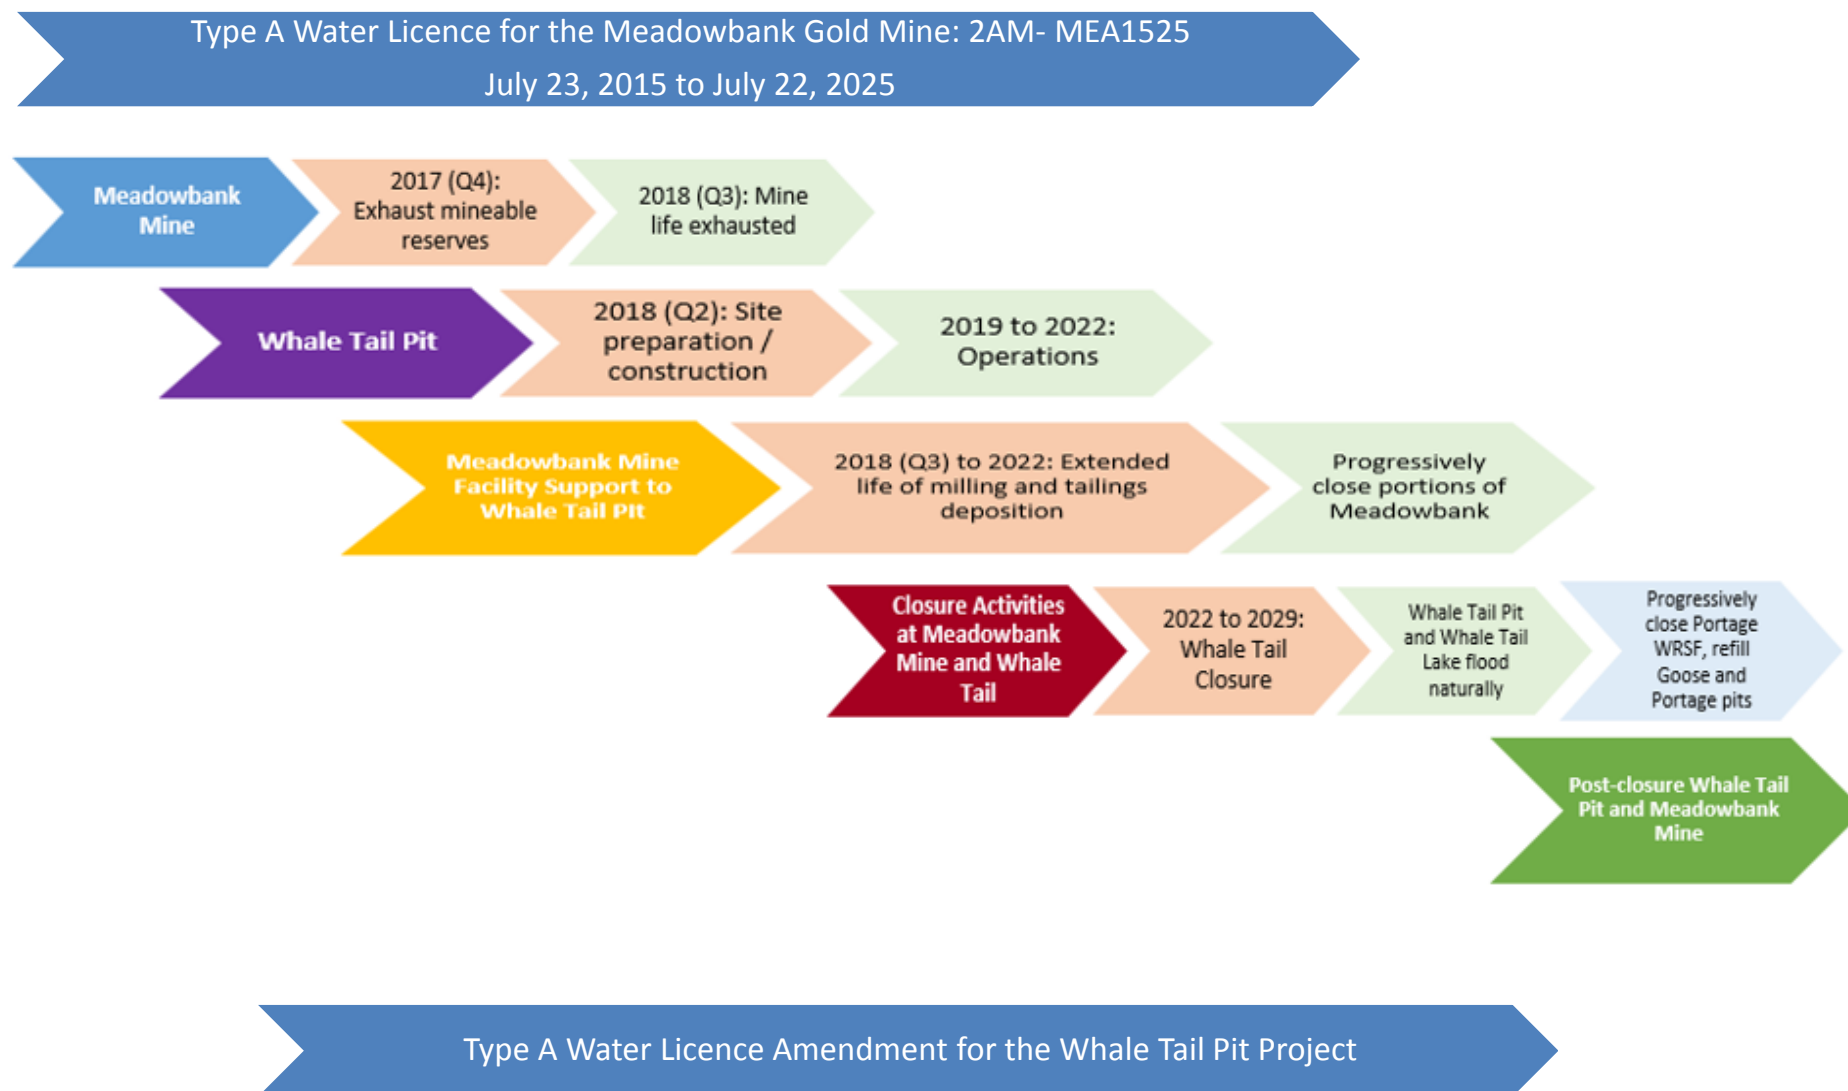 Type A Water Licence for the Meadowbank Gold Mine: 2AM- MEA1525
July 23, 2015 to July 22, 2025
Meadowbank
Mine
2017 (Q4):
Exhaust mineable
reserves
2018 (Q3): Mine
life exhausted
Whale Tail Pit
2018 (Q2): Site
preparation /
construction
2019 to 2022:
Operations
Meadowbank Mine
Facility Support to
Whale Tail Pit
2018 (Q3) to 2022: Extended
life of milling and tailings
deposition
Progressively
close portions of
Meadowbank
Closure Activities
at Meadowbank
Mine and Whale
Tail
2022 to 2029:
Whale Tail
Closure
Whale Tail Pit
and Whale Tail
Lake flood
naturally
Progressively
close Portage
WRSF, refill
Goose and
Portage pits
Post-closure Whale Tail
Pit and Meadowbank
Mine
Type A Water Licence Amendment for the Whale Tail Pit Project